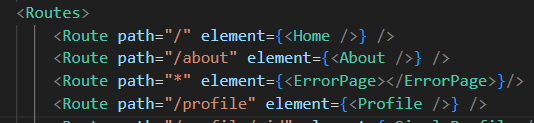 <Routes>
<Route path="/" element={<Home />} />
<Route path="/about" element={<About />} />
<Route path="*" element={<ErrorPage></ErrorPage>}/>
<Route path="/profile" element={<Profile />} />